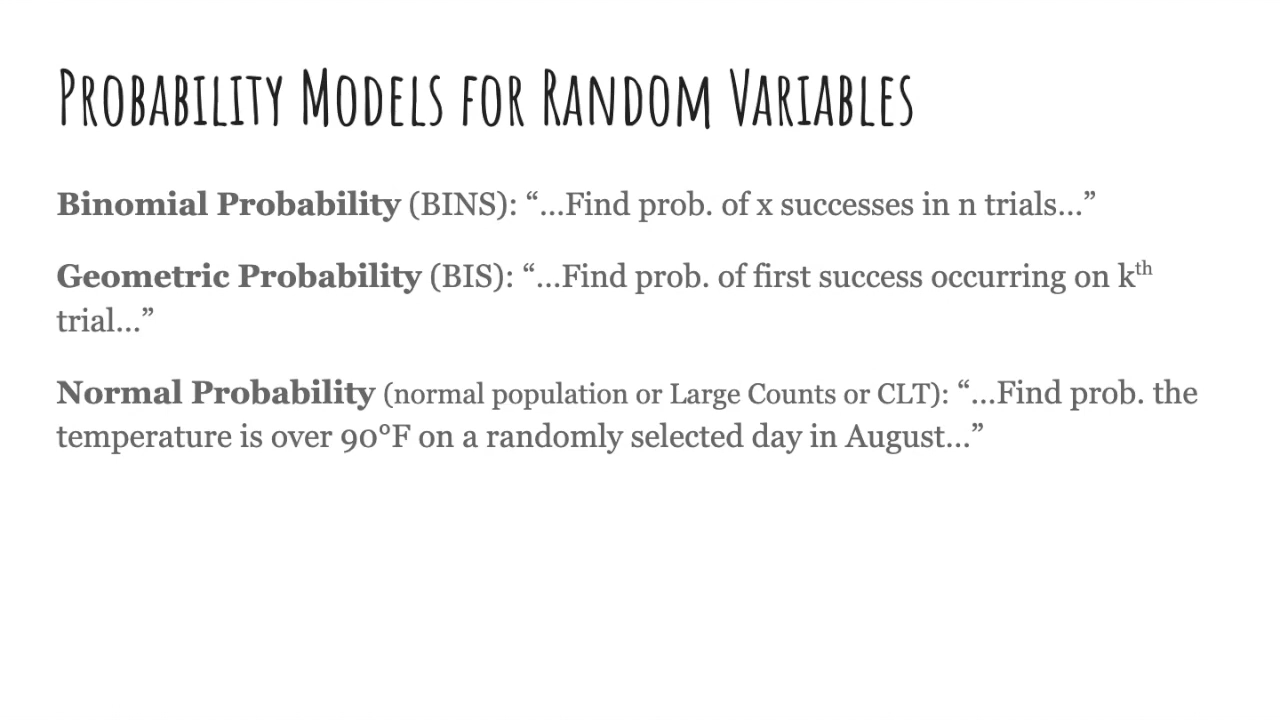 Probability Models for Random Variables
Binomial Probability (BINS): “...Find prob. of x successes in n trials...”
Geometric Probability (BIS): “...Find prob. of first success occurring on kth
trial...”
Normal Probability (normal population or Large Counts or CLT): “...Find prob. the
temperature is over 90°F on a randomly selected day in August...”